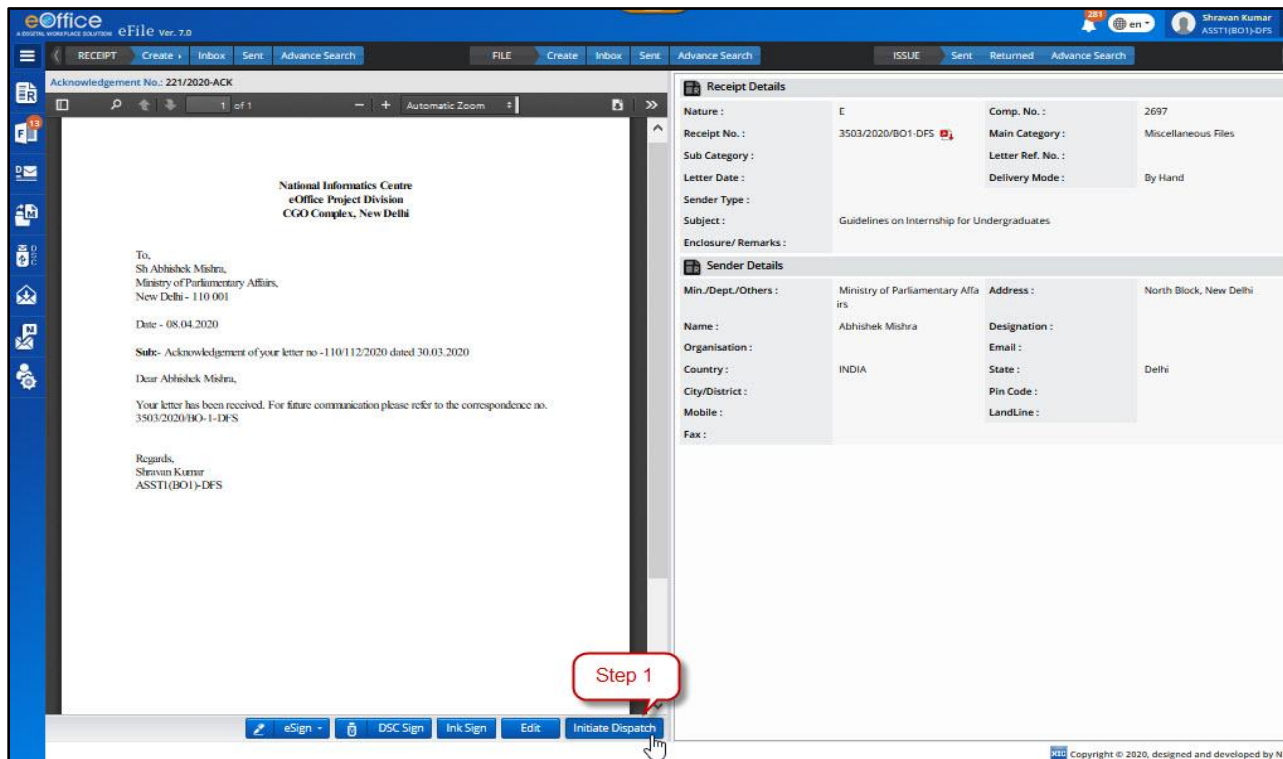 eOffice
A DIGITAL WORKPLACE SOLUTION
eFile Ver. 7.0
281
en
Shravan Kumar
ASST1(BO1)-DFS
RECEIPT Create Inbox Sent Advance Search
FILE Create Inbox Sent Advance Search
ISSUE Sent Returned Advance Search
Acknowledgement No.: 221/2020-ACK
1 of 1
Automatic Zoom
R
13
F
D
M
DSC
N
National Informatics Centre
eOffice Project Division
CGO Complex, New Delhi
To,
Sh Abhishek Mishra,
Ministry of Parliamentary Affairs,
New Delhi - 110 001
Date - 08.04.2020
Sub:- Acknowledgement of your letter no -110/112/2020 dated 30.03.2020
Dear Abhishek Mishra,
Your letter has been received. For future communication please refer to the correspondence no.
3503/2020/BO-1-DFS
Regards,
Shravan Kumar
ASST1(BO1)-DFS
Step 1
eSign DSC Sign Ink Sign Edit Initiate Dispatch
Receipt Details
Nature : E Comp. No. : 2697
Receipt No. : 3503/2020/BO1-DFS Main Category : Miscellaneous Files
Sub Category : Letter Ref. No. :
Letter Date : Delivery Mode : By Hand
Sender Type :
Subject : Guidelines on Internship for Undergraduates
Enclosure/ Remarks :
Sender Details
Min./Dept./Others : Ministry of Parliamentary Affa Address : North Block, New Delhi
irs
Name : Abhishek Mishra Designation :
Organisation : Email :
Country : INDIA State : Delhi
City/District : Pin Code :
Mobile : LandLine :
Fax :
NIC Copyright © 2020, designed and developed by N